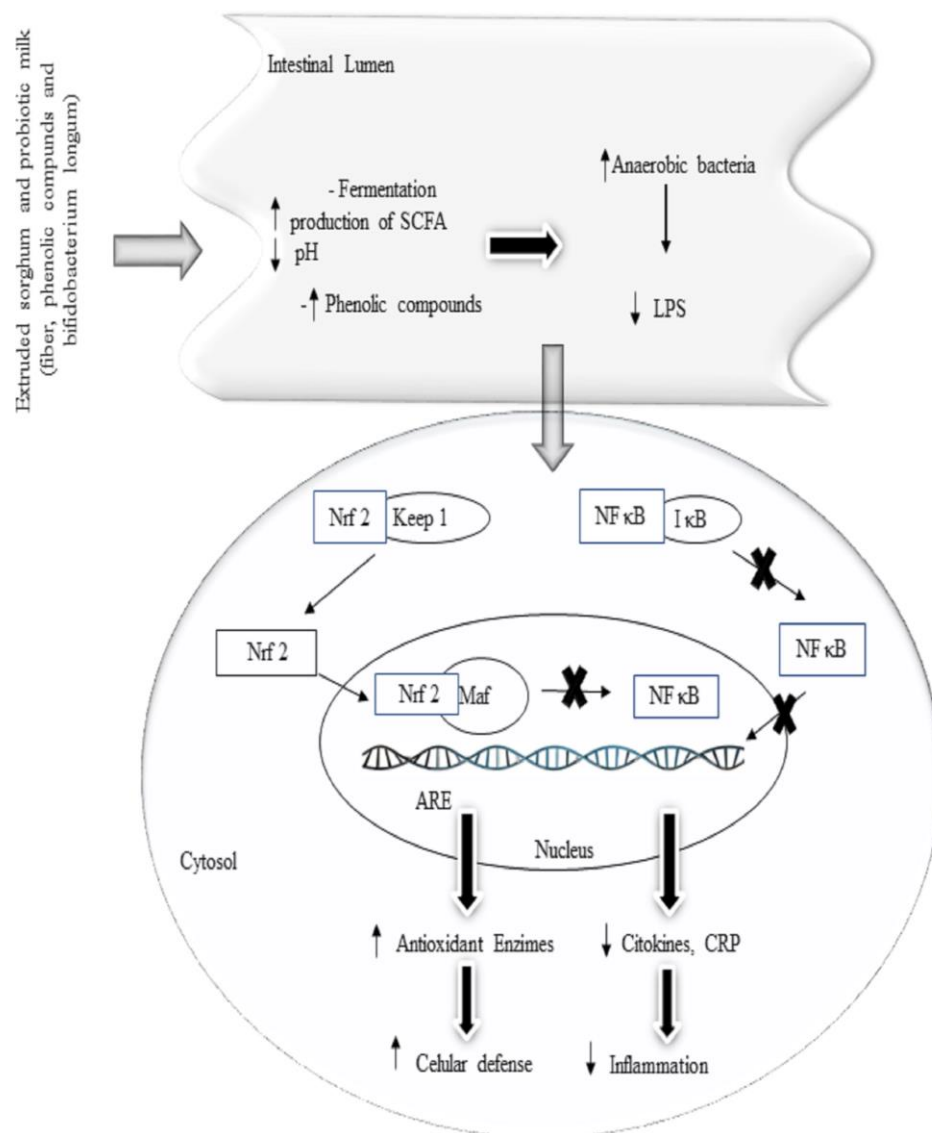 Extruded sorghum and probiotic milk
(fiber, phenolic compunds and
bifidobacterium longum)
Intestinal Lumen
- Fermentation
↑ production of SCFA
↓ pH
-↑ Phenolic compounds
↑ Anaerobic bacteria
↓ LPS
Nrf 2 Keep 1
NF κB I κB
Nrf 2
NF κB
Nrf 2 Maf
NF κB
ARE
Nucleus
Cytosol
↑ Antioxidant Enzimes
↓ Citokines, CRP
↑ Celular defense
↓ Inflammation